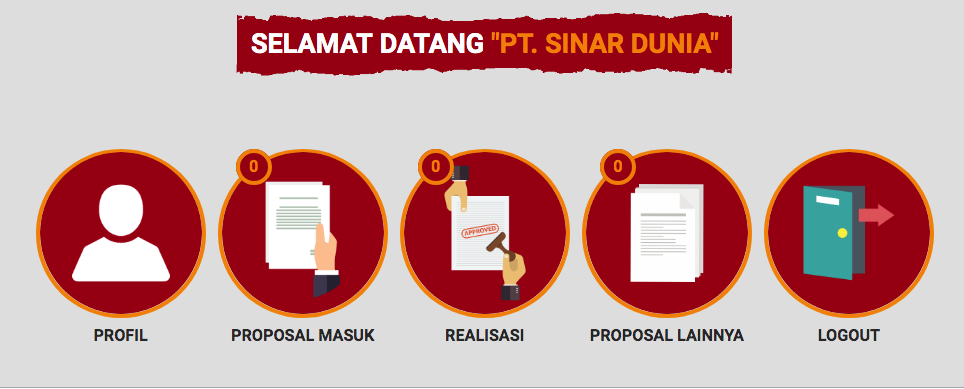 SELAMAT DATANG "PT. SINAR DUNIA"
0
0
0
APPROVED
PROFIL
PROPOSAL MASUK
REALISASI
PROPOSAL LAINNYA
LOGOUT